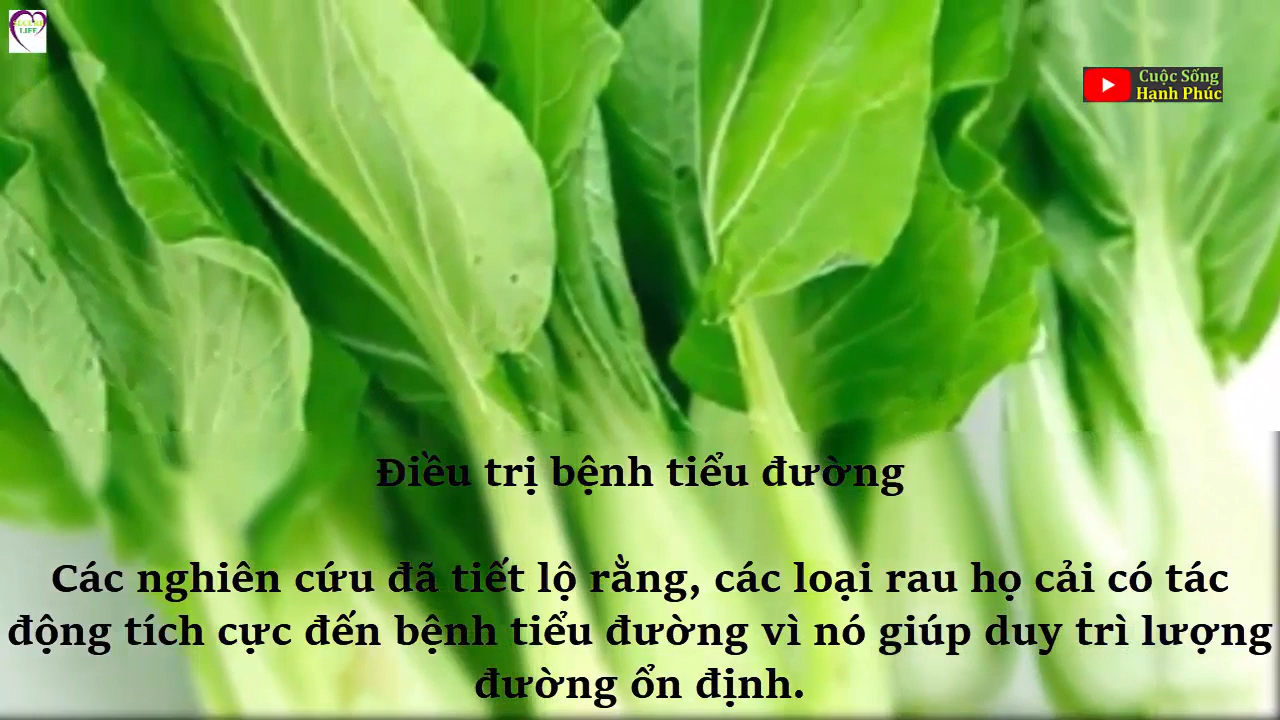 Cuộc Sống
Hạnh Phúc
Điều trị bệnh tiểu đường
Các nghiên cứu đã tiết lộ rằng, các loại rau họ cải có tác
động tích cực đến bệnh tiểu đường vì nó giúp duy trì lượng
đường ổn định.